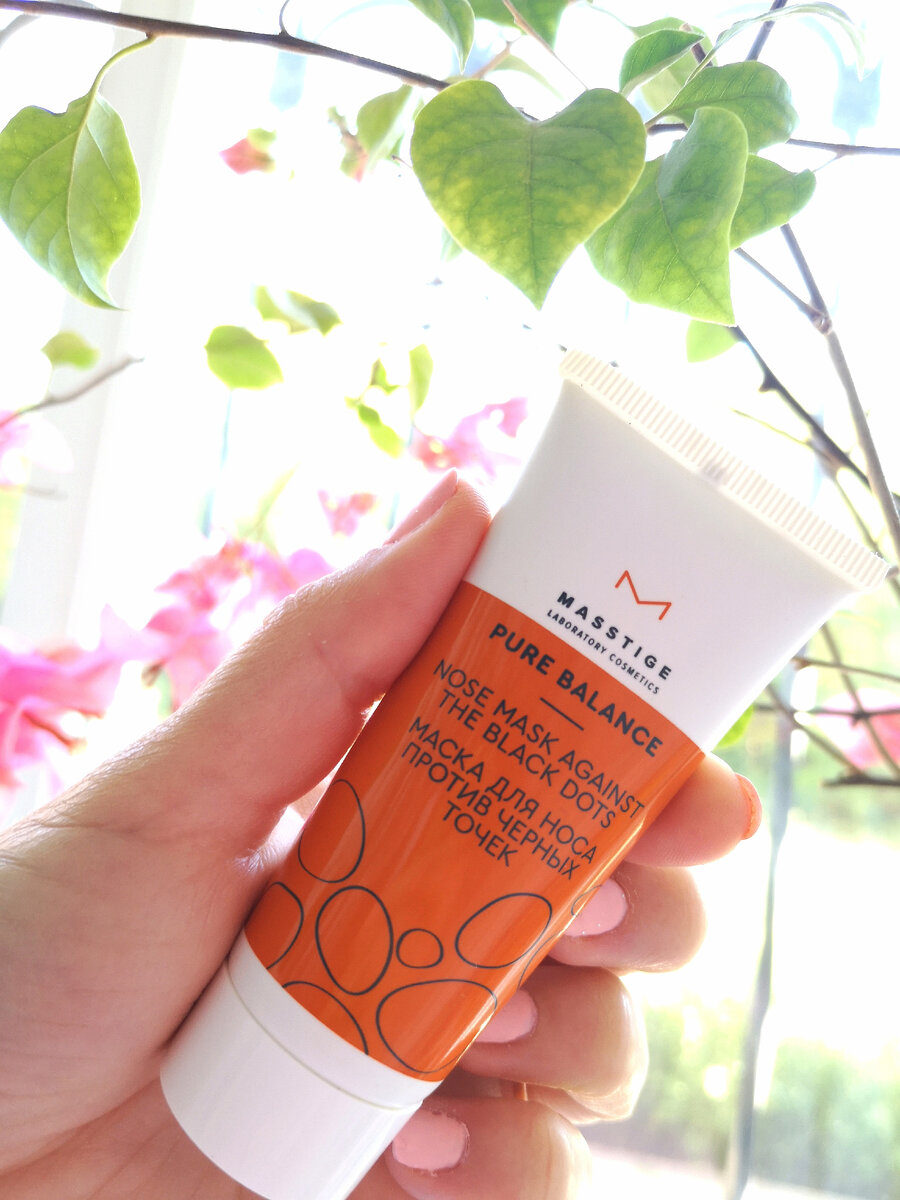 MASSTIGE
LABORATORY COSMETICS
PURE BALANCE
NOSE MASK AGAINST
THE BLACK DOTS
МАСКА ДЛЯ НОСА
ПРОТИВ ЧЕРНЫХ
ТОЧЕК